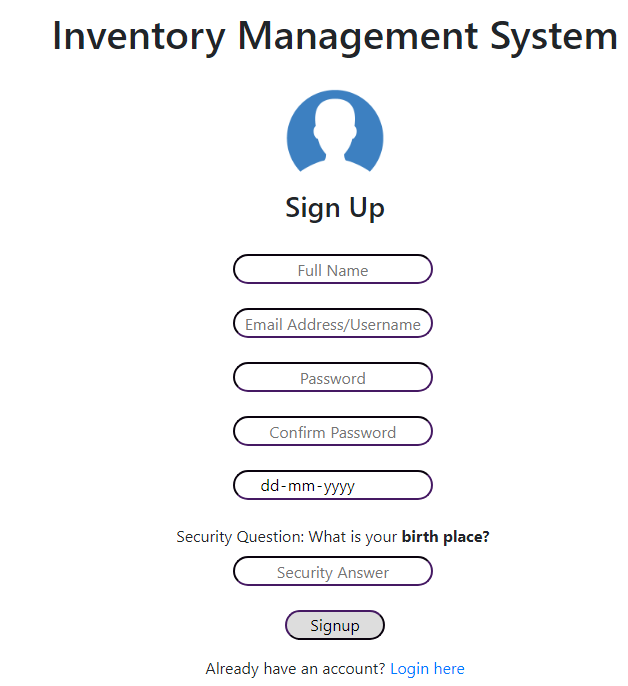 Inventory Management System
Sign Up
Full Name
Email Address/Username
Password
Confirm Password
dd-mm-yyyy
Security Question: What is your birth place?
Security Answer
Signup
Already have an account? Login here